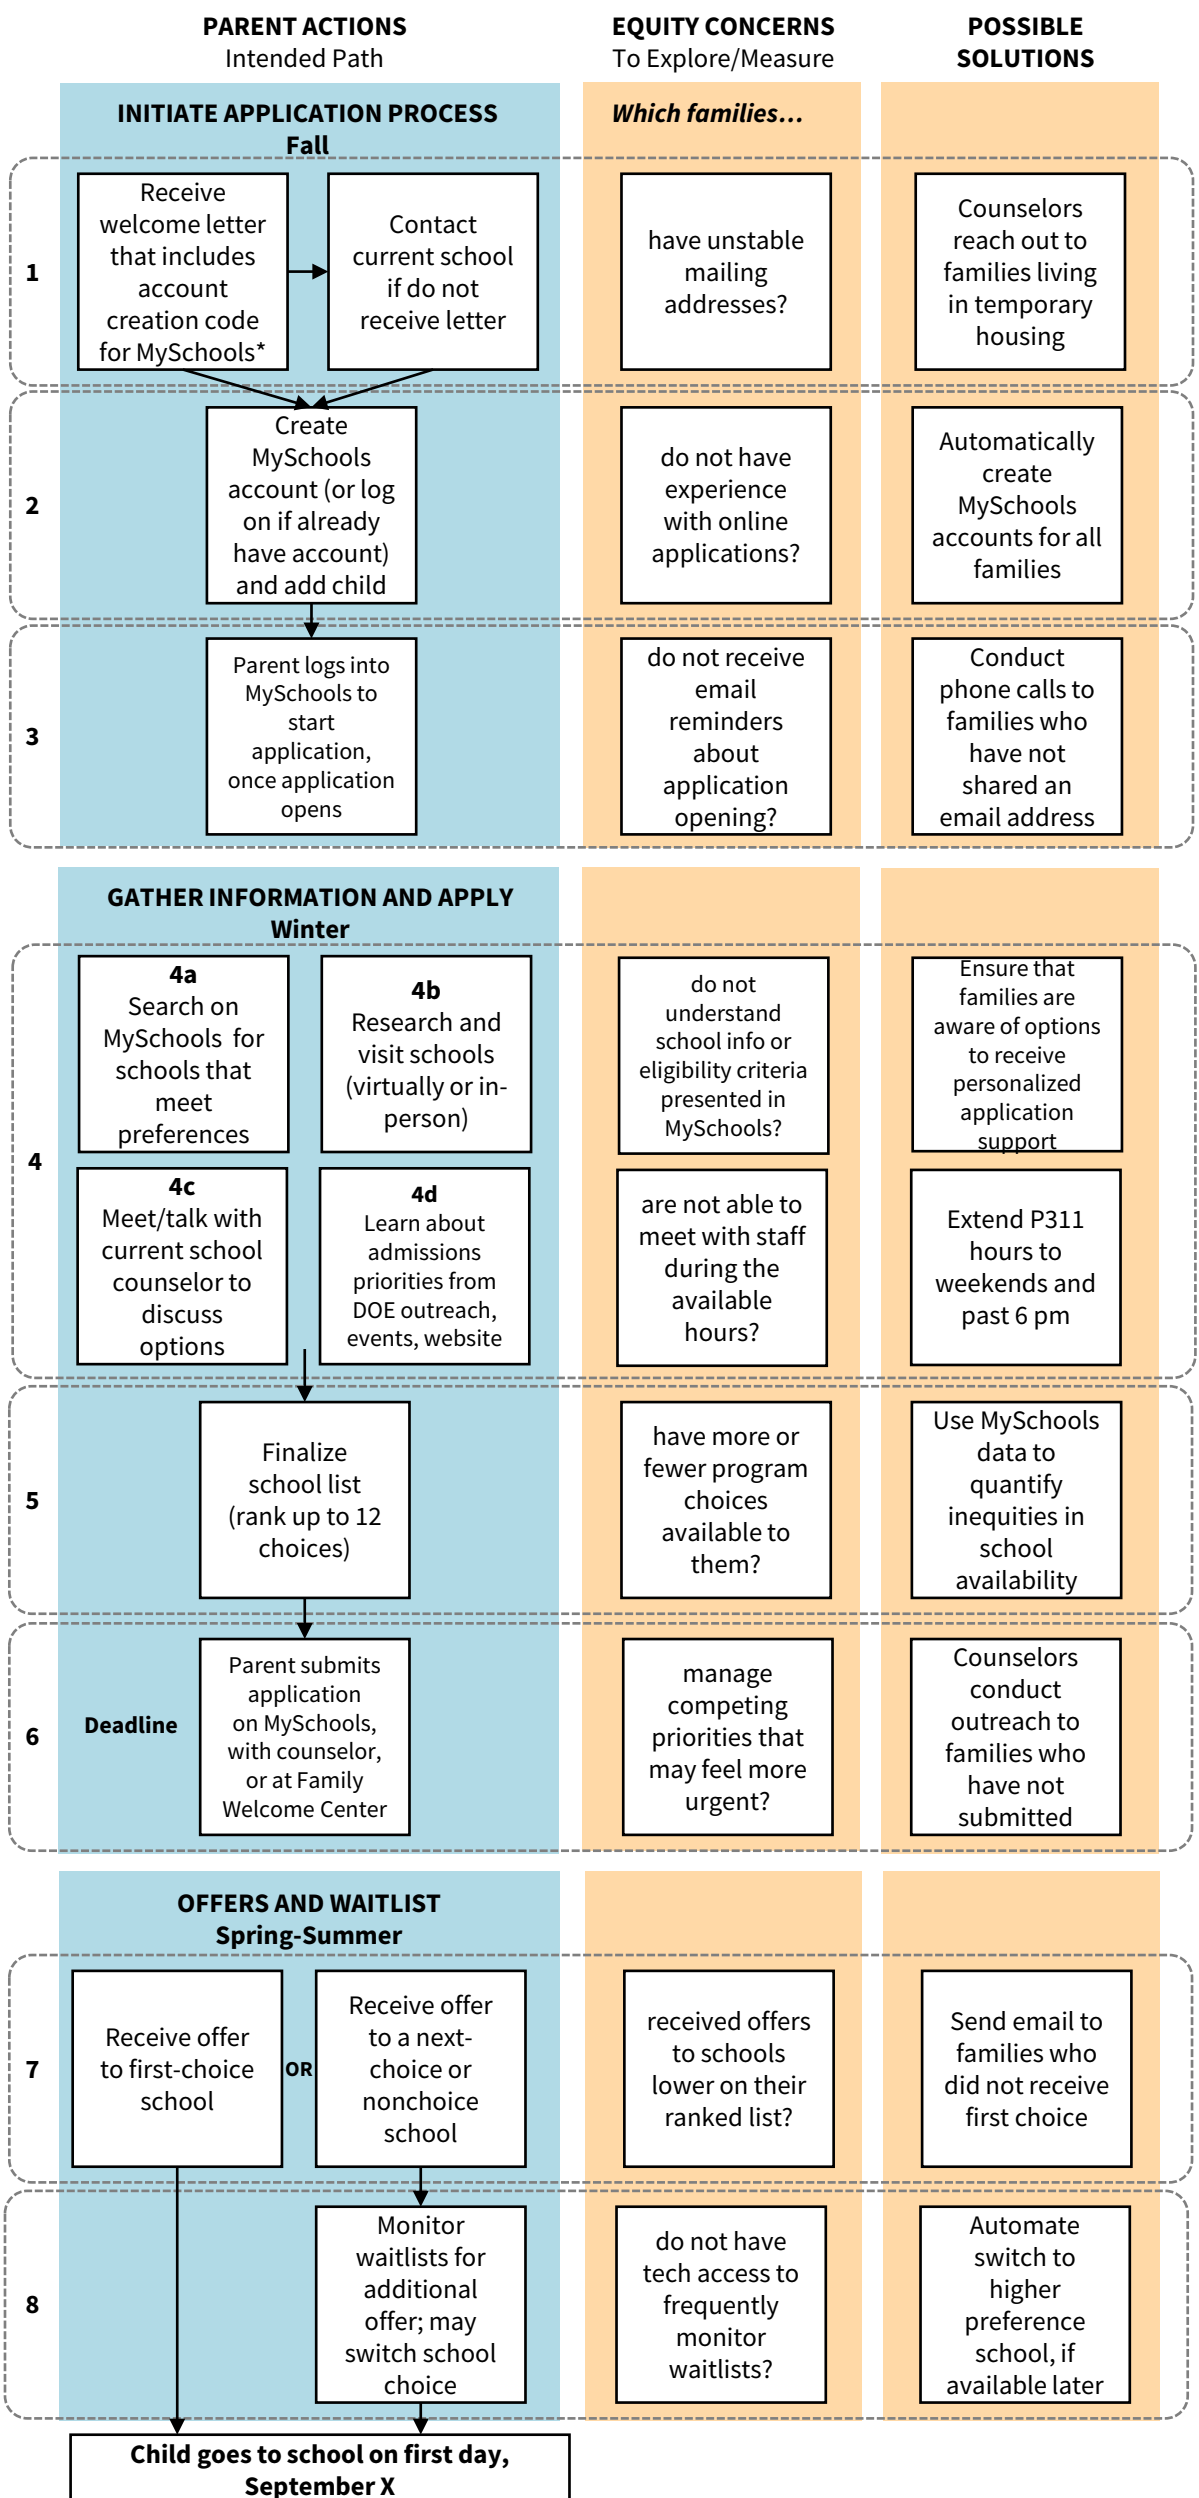 PARENT ACTIONS
Intended Path
EQUITY CONCERNS
To Explore/Measure
POSSIBLE
SOLUTIONS
INITIATE APPLICATION PROCESS
Fall
Which families...
1
Receive
welcome letter
that includes
account
creation code
for MySchools*
Contact
current school
if do not
receive letter
have unstable
mailing
addresses?
Counselors
reach out to
families living
in temporary
housing
2
Create
MySchools
account (or log
on if already
have account)
and add child
do not have
experience
with online
applications?
Automatically
create
MySchools
accounts for all
families
3
Parent logs into
MySchools to
start
application,
once application
opens
do not receive
email
reminders
about
application
opening?
Conduct
phone calls to
families who
have not
shared an
email address
GATHER INFORMATION AND APPLY
Winter
4
4a
Search on
MySchools for
schools that
meet
preferences
4b
Research and
visit schools
(virtually or in-
person)
do not
understand
school info or
eligibility criteria
presented in
MySchools?
Ensure that
families are
aware of options
to receive
personalized
application
support
4c
Meet/talk with
current school
counselor to
discuss
options
4d
Learn about
admissions
priorities from
DOE outreach,
events, website
are not able to
meet with staff
during the
available
hours?
Extend P311
hours to
weekends and
past 6 pm
5
Finalize
school list
(rank up to 12
choices)
have more or
fewer program
choices
available to
them?
Use MySchools
data to
quantify
inequities in
school
availability
6
Deadline
Parent submits
application
on MySchools,
with counselor,
or at Family
Welcome Center
manage
competing
priorities that
may feel more
urgent?
Counselors
conduct
outreach to
families who
have not
submitted
OFFERS AND WAITLIST
Spring-Summer
7
Receive offer
to first-choice
school
OR
Receive offer
to a next-
choice or
nonchoice
school
received offers
to schools
lower on their
ranked list?
Send email to
families who
did not receive
first choice
8
Monitor
waitlists for
additional
offer; may
switch school
choice
do not have
tech access to
frequently
monitor
waitlists?
Automate
switch to
higher
preference
school, if
available later
Child goes to school on first day,
September X